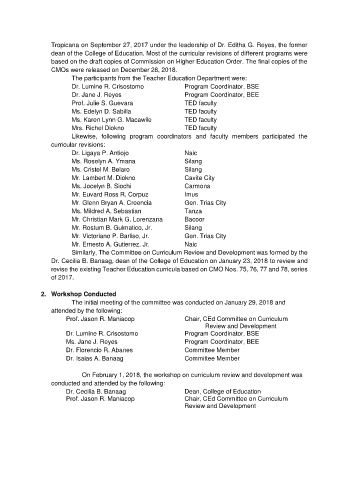 Tropicana on September 27, 2017 under the leadership of Dr. Editha G. Reyes, the former
dean of the College of Education. Most of the curricular revisions of different programs were
based on the draft copies of Commission on Higher Education Order. The final copies of the
CMOs were released on December 28, 2018.
The participants from the Teacher Education Department were:
Dr. Lumine R. Crisostomo Program Coordinator, BSE
Dr. Jane J. Reyes Program Coordinator, BEE
Prof. Julie S. Guevara TED faculty
Ms. Edelyn D. Sabilla TED faculty
Ms. Karen Lynn G. Macawile TED faculty
Mrs. Richel Diokno TED faculty
Likewise, following program coordinators and faculty members participated the
curricular revisions:
Dr. Ligaya P. Antiojo Naic
Ms. Roselyn A. Ymana Silang
Ms. Cristel M. Belaro Silang
Mr. Lambert M. Diokno Cavite City
Ms. Jocelyn B. Siochi Carmona
Mr. Euvard Ross R. Corpuz Imus
Mr. Glenn Bryan A. Creencia Gen. Trias City
Ms. Mildred A. Sebastian Tanza
Mr. Christian Mark G. Lorenzana Bacoor
Mr. Rostum B. Gulmatico, Jr. Silang
Mr. Victoriano P. Barliso, Jr. Gen. Trias City
Mr. Ernesto A. Gutierrez, Jr. Naic
Similarly, The Committee on Curriculum Review and Development was formed by the
Dr. Cecilia B. Banaag, dean of the College of Education on January 23, 2018 to review and
revise the existing Teacher Education curricula based on CMO Nos. 75, 76, 77 and 78, series
of 2017.
2. Workshop Conducted
The initial meeting of the committee was conducted on January 29, 2018 and
attended by the following:
Prof. Jason R. Maniacop Chair, CEd Committee on Curriculum
Review and Development
Dr. Lumine R. Crisostomo Program Coordinator, BSE
Ms. Jane J. Reyes Program Coordinator, BEE
Dr. Florencio R. Abanes Committee Member
Dr. Isaias A. Banaag Committee Member
On February 1, 2018, the workshop on curriculum review and development was
conducted and attended by the following:
Dr. Cecilia B. Banaag Dean, College of Education
Prof. Jason R. Maniacop Chair, CEd Committee on Curriculum
Review and Development